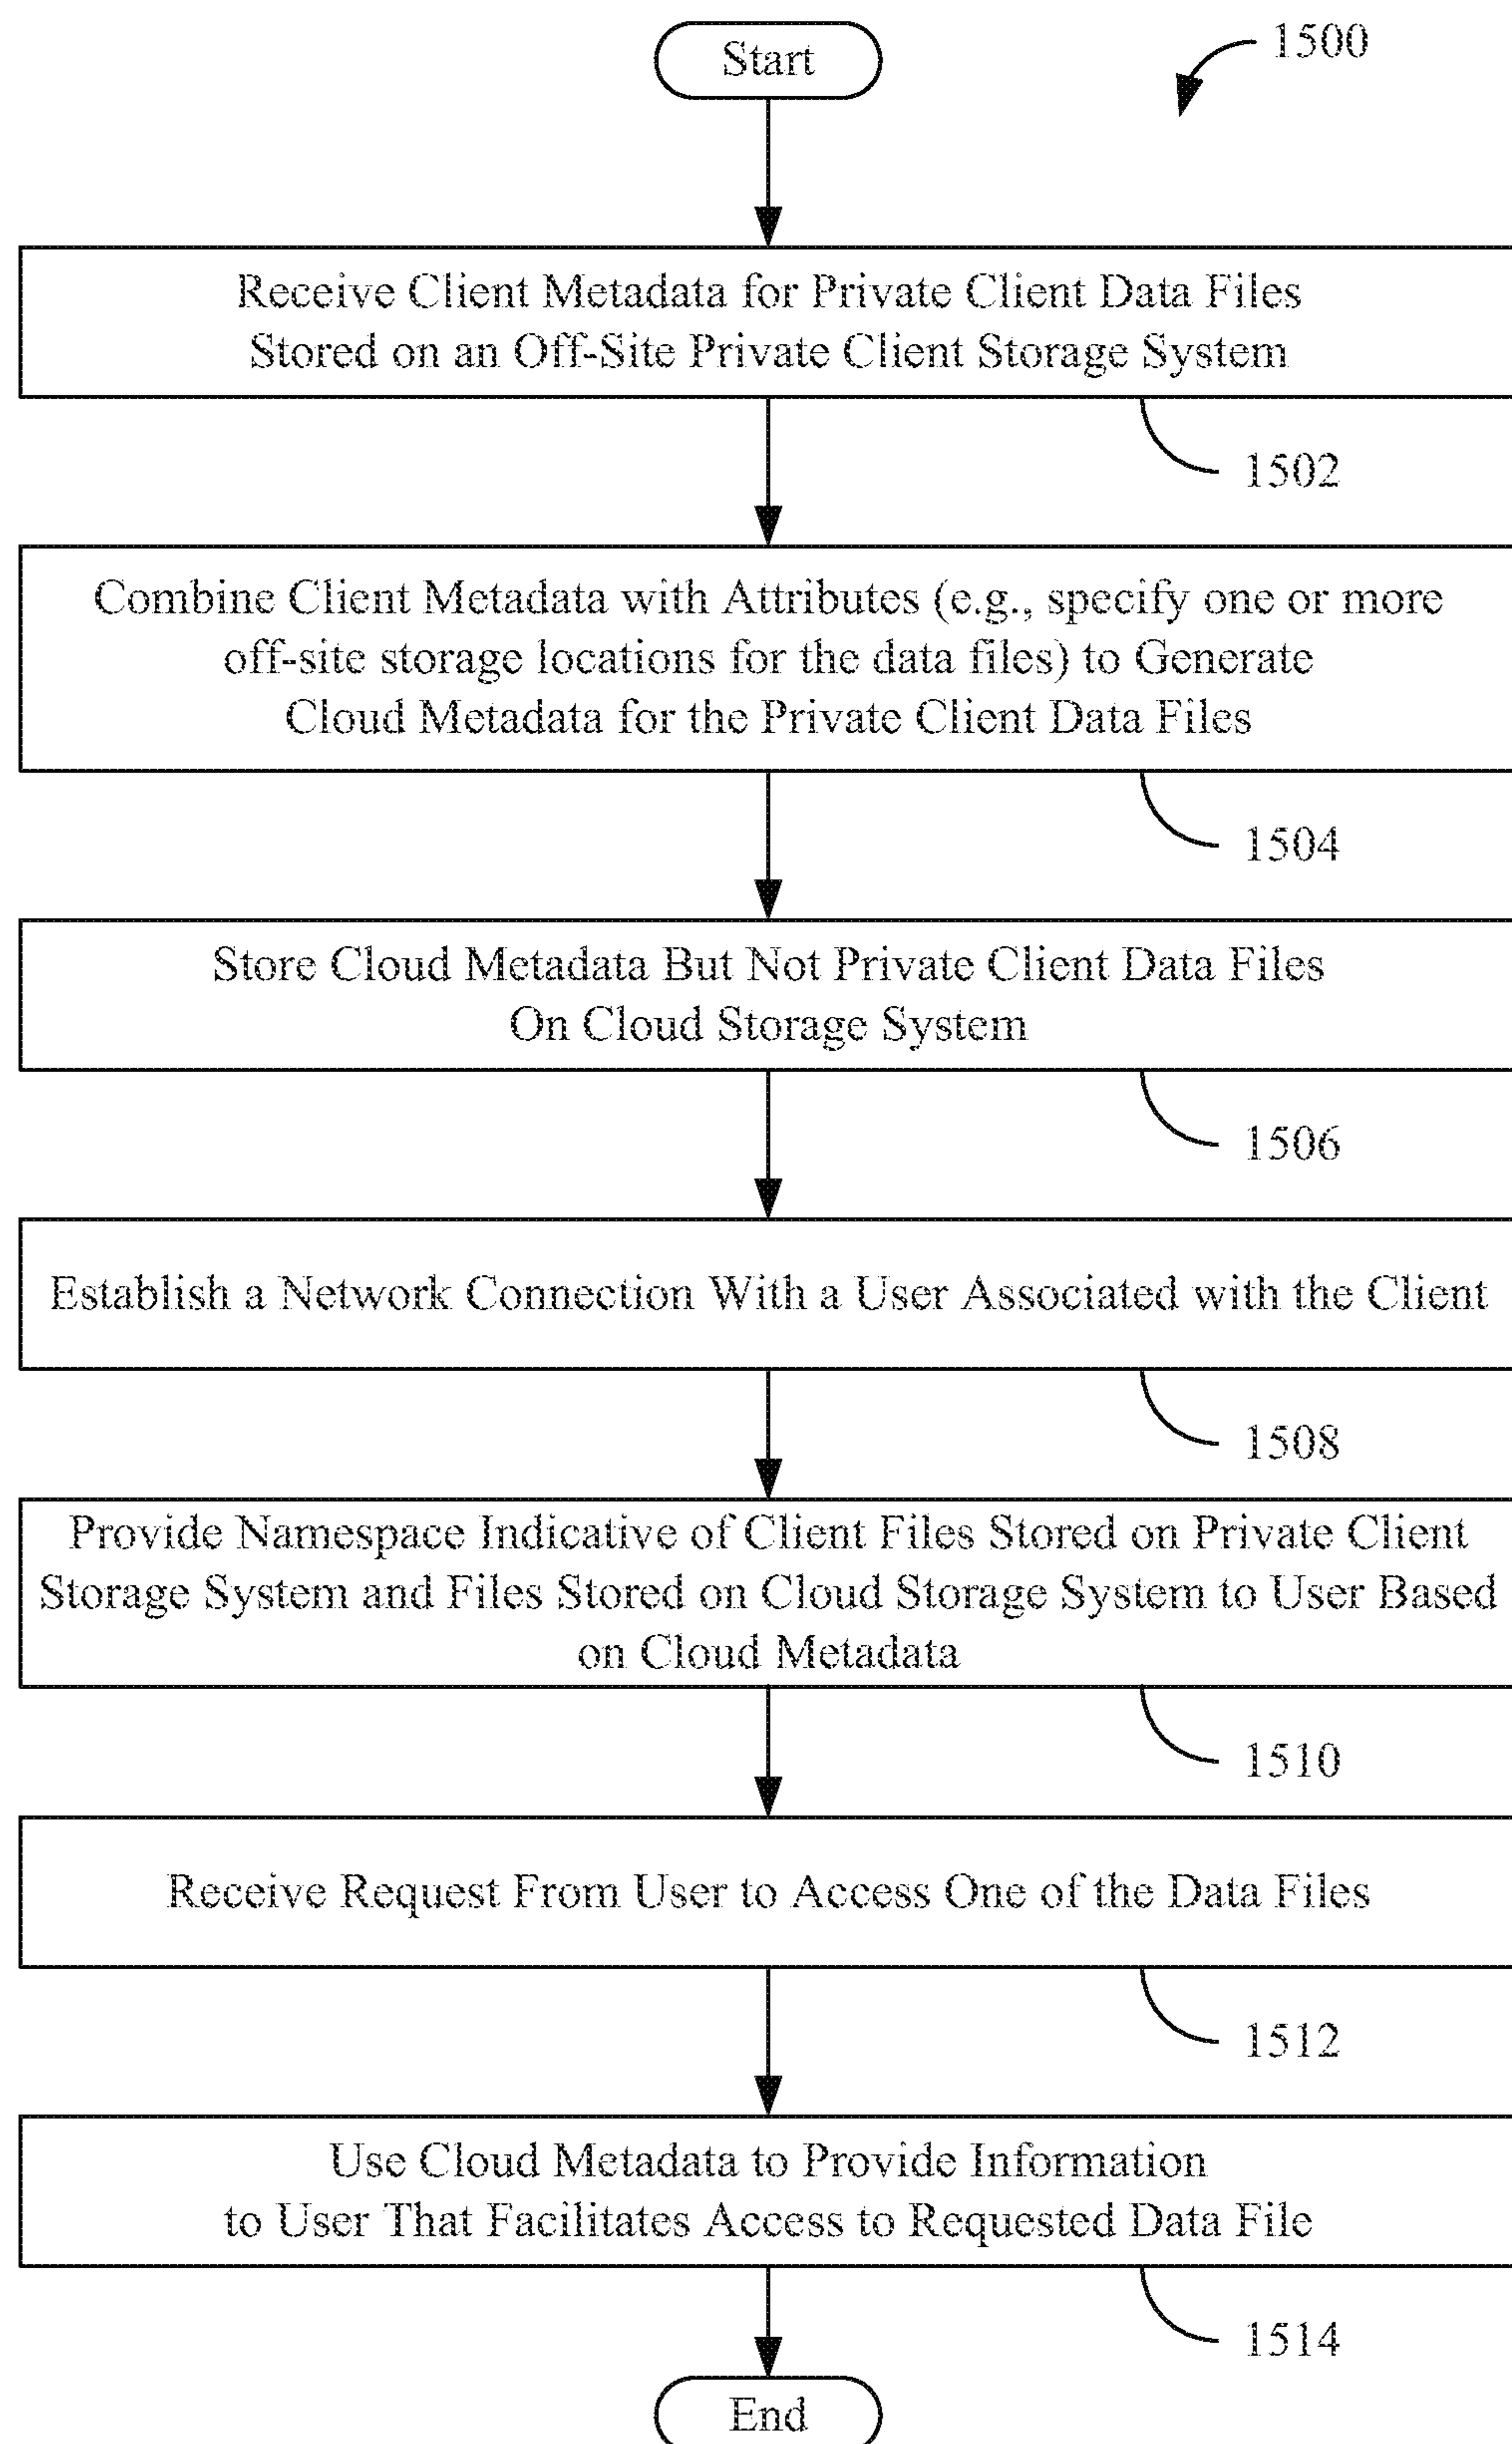 Start
1500
Receive Client Metadata for Private Client Data Files
Stored on an Off-Site Private Client Storage System
1502
Combine Client Metadata with Attributes (e.g., specify one or more
off-site storage locations for the data files) to Generate
Cloud Metadata for the Private Client Data Files
1504
Store Cloud Metadata But Not Private Client Data Files
On Cloud Storage System
1506
Establish a Network Connection With a User Associated with the Client
1508
Provide Namespace Indicative of Client Files Stored on Private Client
Storage System and Files Stored on Cloud Storage System to User Based
on Cloud Metadata
1510
Receive Request From User to Access One of the Data Files
1512
Use Cloud Metadata to Provide Information
to User That Facilitates Access to Requested Data File
1514
End